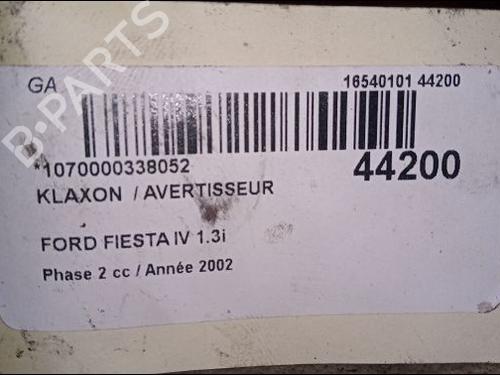 GA
16540101 44200
*1070000338052
44200
KLAXON / AVERTISSEUR
FORD FIESTA IV 1.3i
Phase 2 cc / Année 2002
B-PARTS